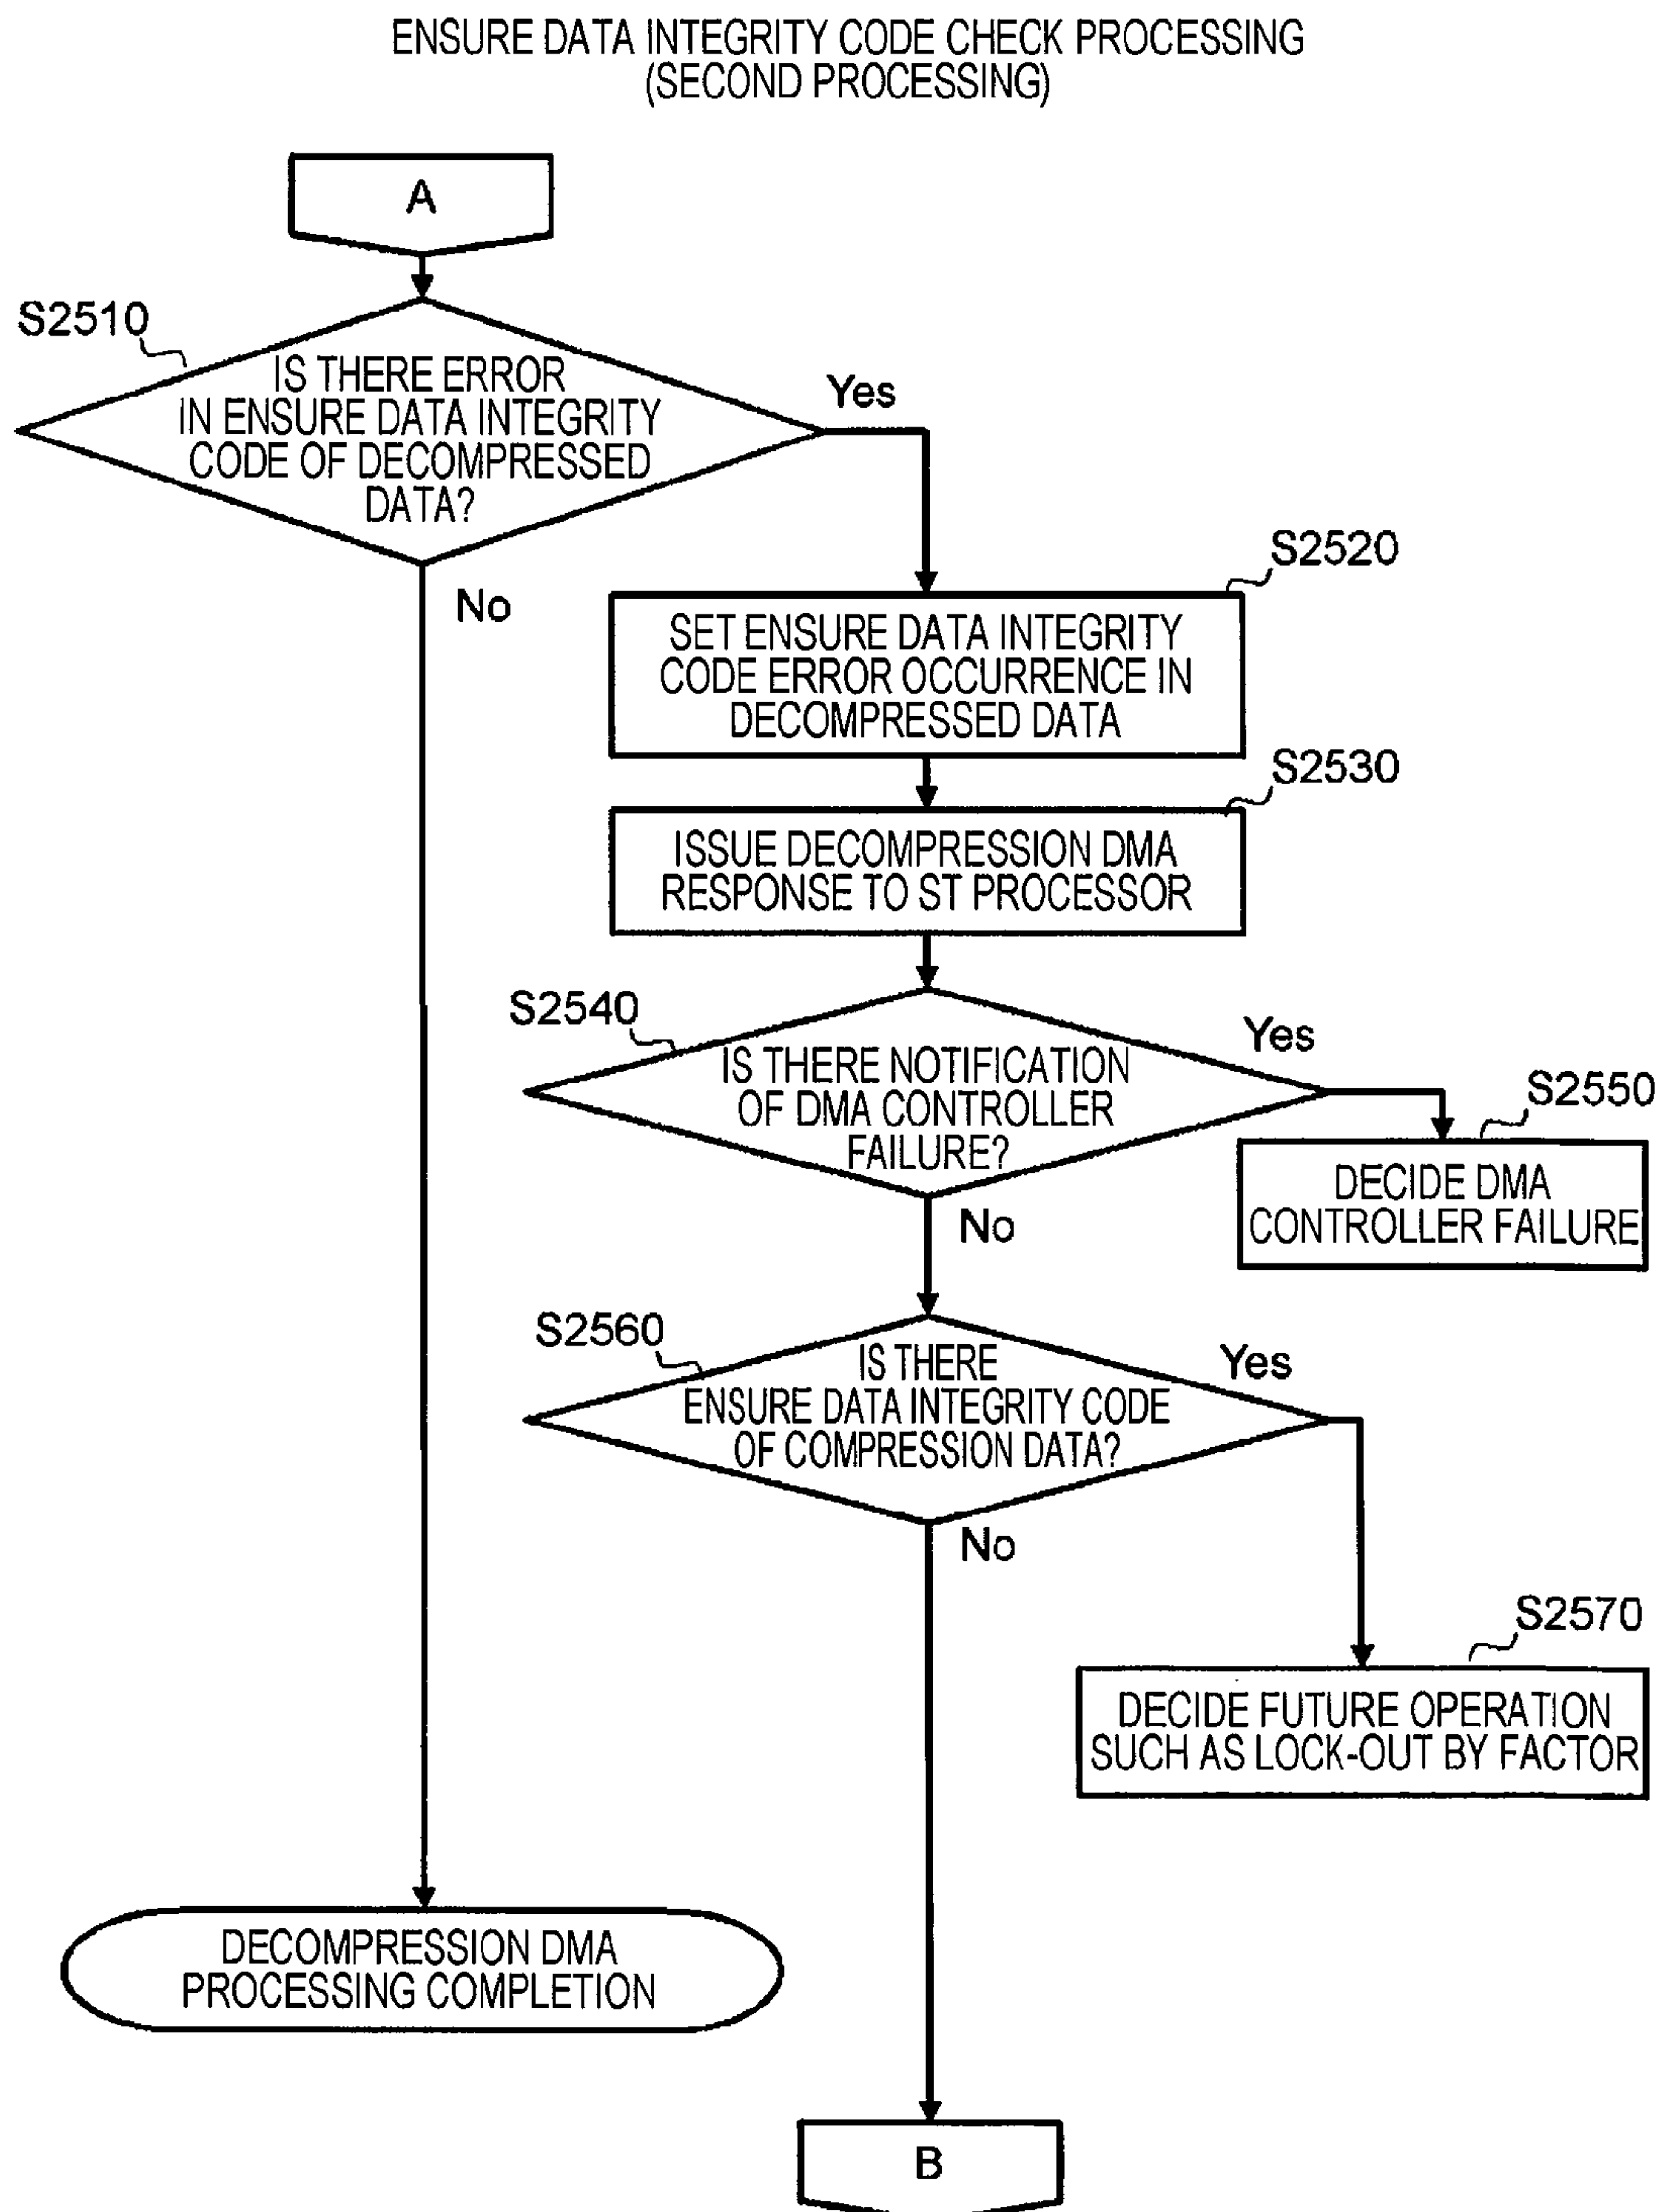 ENSURE DATA INTEGRITY CODE CHECK PROCESSING
(SECOND PROCESSING)
A
S2510
IS THERE ERROR
IN ENSURE DATA INTEGRITY
CODE OF DECOMPRESSED
DATA?
Yes
No
S2520
SET ENSURE DATA INTEGRITY
CODE ERROR OCCURRENCE IN
DECOMPRESSED DATA
S2530
ISSUE DECOMPRESSION DMA
RESPONSE TO ST PROCESSOR
S2540
IS THERE NOTIFICATION
OF DMA CONTROLLER
FAILURE?
Yes
No
S2550
DECIDE DMA
CONTROLLER FAILURE
S2560
IS THERE
ENSURE DATA INTEGRITY CODE
OF COMPRESSION DATA?
Yes
No
S2570
DECIDE FUTURE OPERATION
SUCH AS LOCK-OUT BY FACTOR
DECOMPRESSION DMA
PROCESSING COMPLETION
B